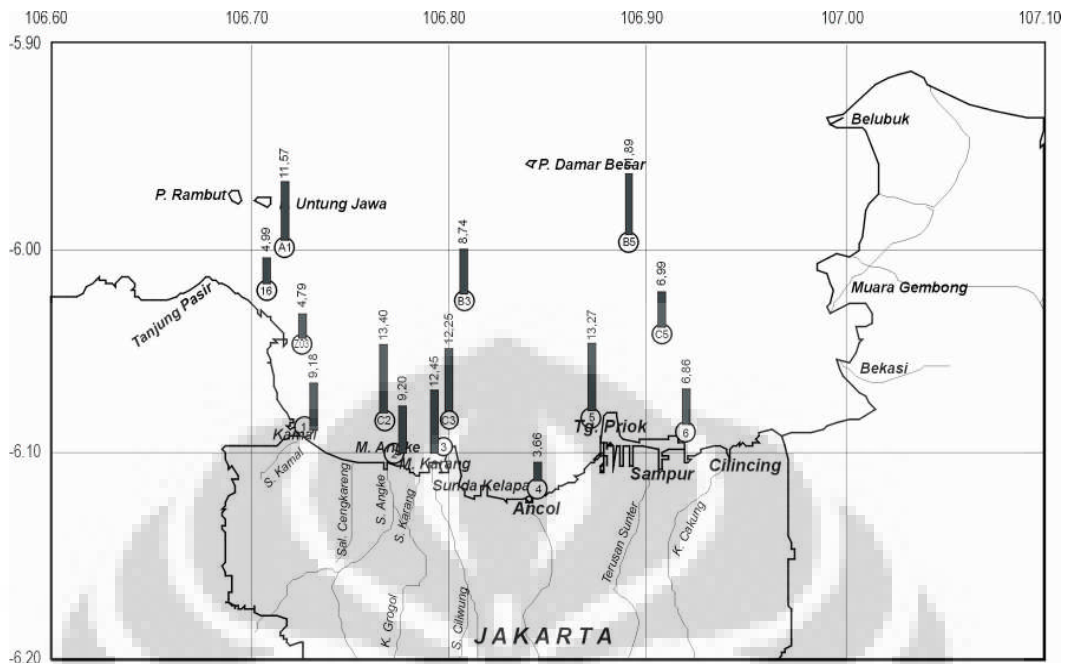 106.60 106.70 106.80 106.90 107.00 107.10
-5.90
Belubuk
11.57
P. Rambut
Untung Jawa
P. Damar Besar
A1
B5
-6.00
4.99
16
8,74
B3
6,99
C5
Muara Gembong
Tanjung Pasir
4,79
Z03
13,40
C2
12,25
C3
13,27
5
Bekasi
9,18
1
Kamal
9,20
2
12,45
3
6,86
6
-6.10
M. Angke
M. Karang
Tg. Priok
3,66
4
Sunda Kelapa
Ancol
Sampur
Cilincing
S. Kamal
Sal. Cengkareng
S. Angke
S. Karang
Terusan Sunter
K. Cakung
K. Grogol
S. Ciliwung
JAKARTA
-6.20